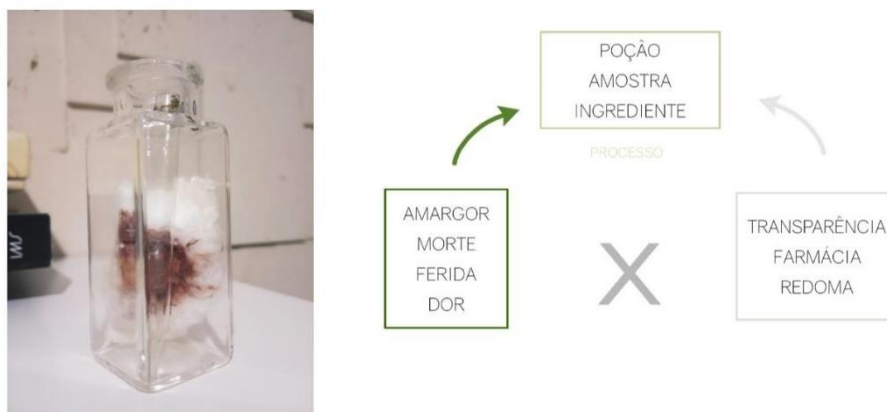 POÇÃO
AMOSTRA
INGREDIENTE
PROCESSO
AMARGOR
MORTE
FERIDA
DOR
X
TRANSPARÊNCIA
FARMÁCIA
REDOMA